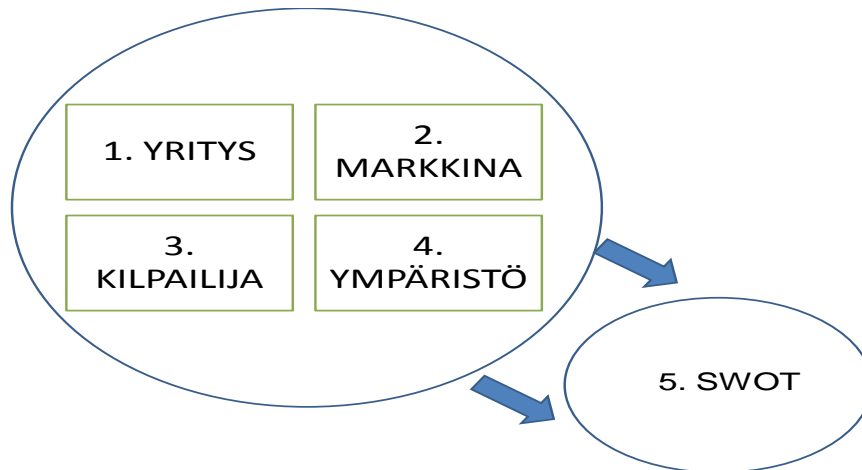 1. YRITYS
2.
MARKKINA
3.
KILPAILIJA
4.
YMPÄRISTÖ
5. SWOT